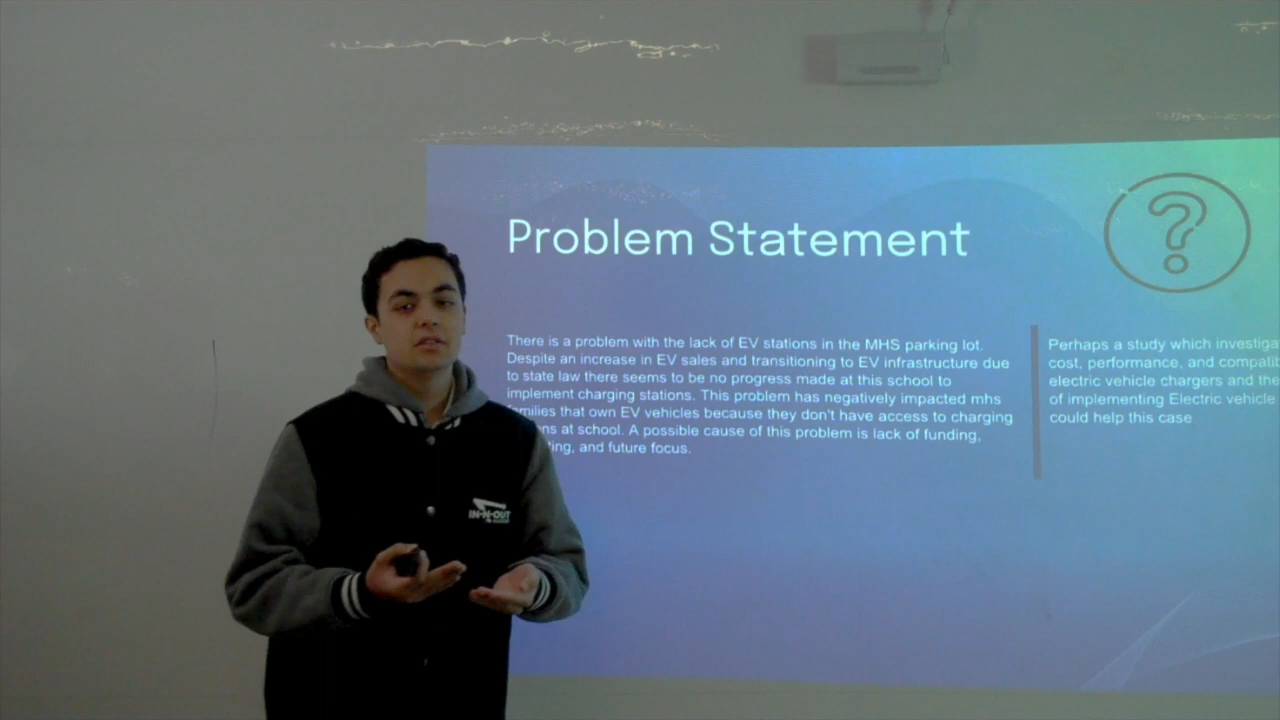 Problem Statement
There is a problem with the lack of EV stations in the MHS parking lot.
Despite an increase in EV sales and transitioning to EV infrastructure due
to state law there seems to be no progress made at this school to
implement charging stations. This problem has negatively impacted mhs
families that own EV vehicles because they don't have access to charging
at school. A possible cause of this problem is lack of funding,
and future focus.
Perhaps a study which
cost, performance, and
electric vehicle chargers and the
of implementing Electric vehicle
could help this case
IN-N-OUT